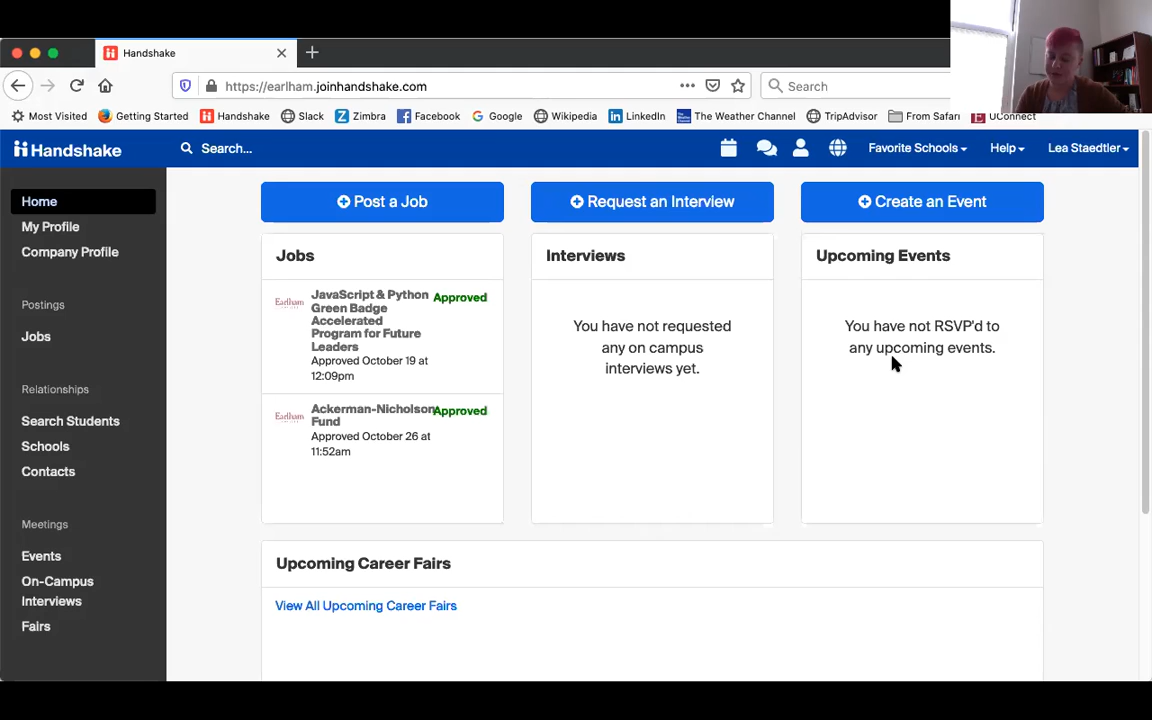 Handshake
https://earlham.joinhandshake.com
Search
Most Visited
Getting Started
Handshake
Slack
Zimbra
Facebook
Google
Wikipedia
LinkedIn
The Weather Channel
TripAdvisor
From Safari
UConnect
Handshake
Search...
Favorite Schools
Help
Lea Staedtler
Home
My Profile
Company Profile
Postings
Jobs
Relationships
Search Students
Schools
Contacts
Meetings
Events
On-Campus
Interviews
Fairs
Post a Job
Request an Interview
Create an Event
Jobs
Earlham
JavaScript & Python
Green Badge
Accelerated
Program for Future
Leaders
Approved
Approved October 19 at
12:09pm
Earlham
Ackerman-Nicholson
Fund
Approved
Approved October 26 at
11:52am
Interviews
You have not requested
any on campus
interviews yet.
Upcoming Events
You have not RSVP'd to
any upcoming events.
Upcoming Career Fairs
View All Upcoming Career Fairs